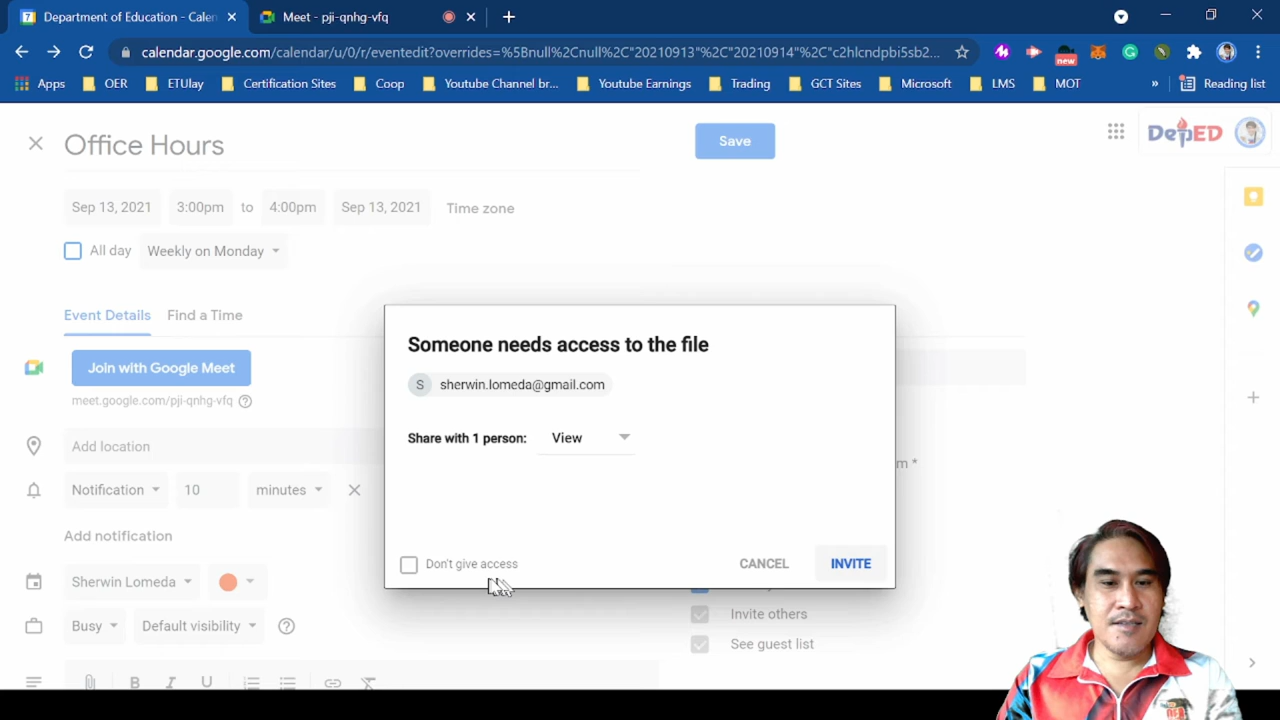 7 Department of Education - Calen
Meet - pji-qnhg-vfq
calendar.google.com/calendar/u/0/r/eventedit?overrides=%5Bnull%2Cnull%2C"20210913"%2C"20210914"%2C"c2hlcndpbi5sb2...
new
Apps OER ETUlay Certification Sites Coop Youtube Channel br... Youtube Earnings Trading GCT Sites Microsoft LMS MOT » Reading list
Office Hours
Save
DepED
Sep 13, 2021 3:00pm to 4:00pm Sep 13, 2021 Time zone
All day Weekly on Monday
Event Details Find a Time
Join with Google Meet
meet.google.com/pji-qnhg-vfq
Add location
Notification 10 minutes
Add notification
Sherwin Lomeda
Busy Default visibility
B I U
Someone needs access to the file
S sherwin.lomeda@gmail.com
Share with 1 person: View
Don't give access
CANCEL INVITE
m *
Invite others
See guest list